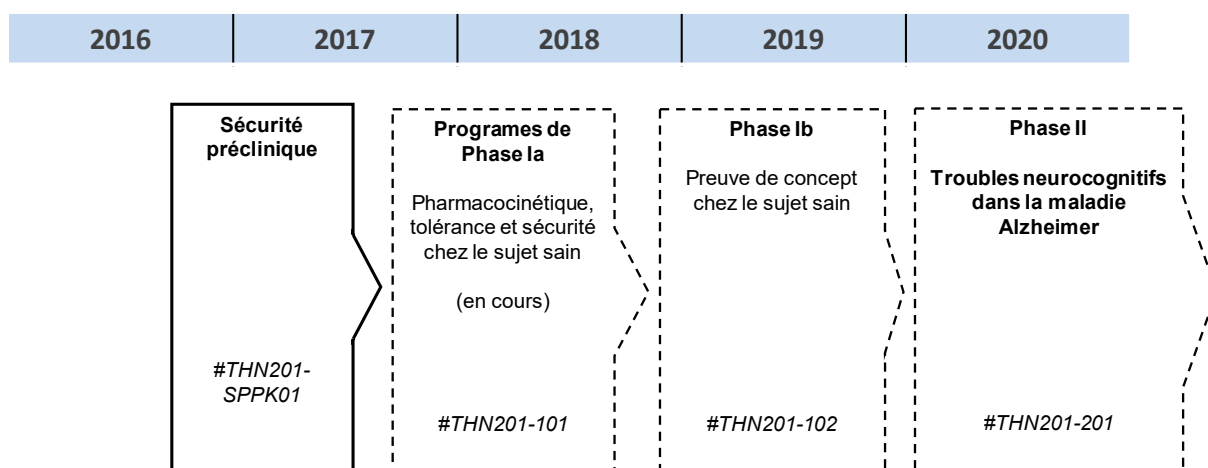 2016 2017 2018 2019 2020
Sécurité
préclinique
#THN201-
SPPK01
Programes de
Phase Ia
Pharmacocinétique,
tolérance et sécurité
chez le sujet sain
(en cours)
#THN201-101
Phase Ib
Preuve de concept
chez le sujet sain
#THN201-102
Phase II
Troubles neurocognitifs
dans la maladie
Alzheimer
#THN201-201